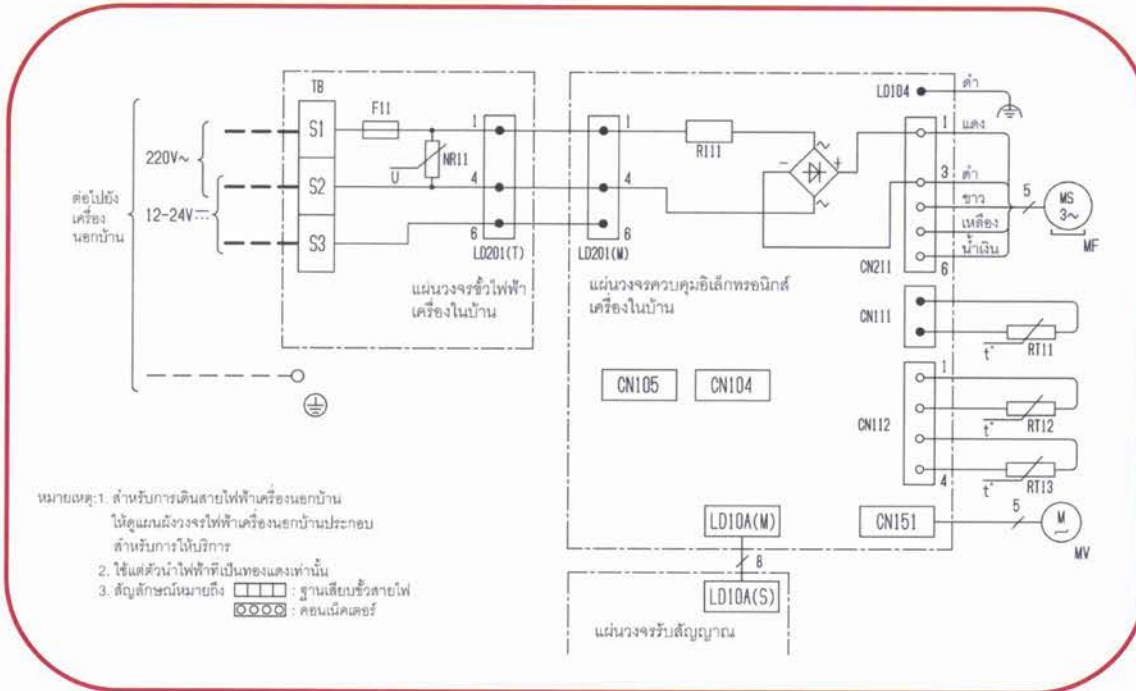 TB
S1
S2
S3
F11
NR11
U
220V~
12-24V⎓
ต่อไปยัง
เครื่อง
นอกบ้าน
1
4
6
LD201(T)
แผ่นวงจรขั้วไฟฟ้า
เครื่องในบ้าน
1
4
6
LD201(M)
แผ่นวงจรควบคุมอิเล็กทรอนิกส์
เครื่องในบ้าน
R111
~
-
+
~
LD104
ดำ
1
แดง
3
ดำ
ขาว
เหลือง
น้ำเงิน
6
CN211
5
MS
3~
MF
CN111
t°
RT11
CN105
CN104
CN112
1
t°
RT12
4
t°
RT13
CN151
5
M
~
MV
LD10A(M)
8
LD10A(S)
แผ่นวงจรรับสัญญาณ
หมายเหตุ:1. สำหรับการเดินสายไฟฟ้าเครื่องนอกบ้าน
ให้ดูแผนผังวงจรไฟฟ้าเครื่องนอกบ้านประกอบ
สำหรับการให้บริการ
2. ใช้แต่ตัวนำไฟฟ้าที่เป็นทองแดงเท่านั้น
3. สัญลักษณ์หมายถึง : ฐานเสียบขั้วสายไฟ
: คอนเน็คเตอร์